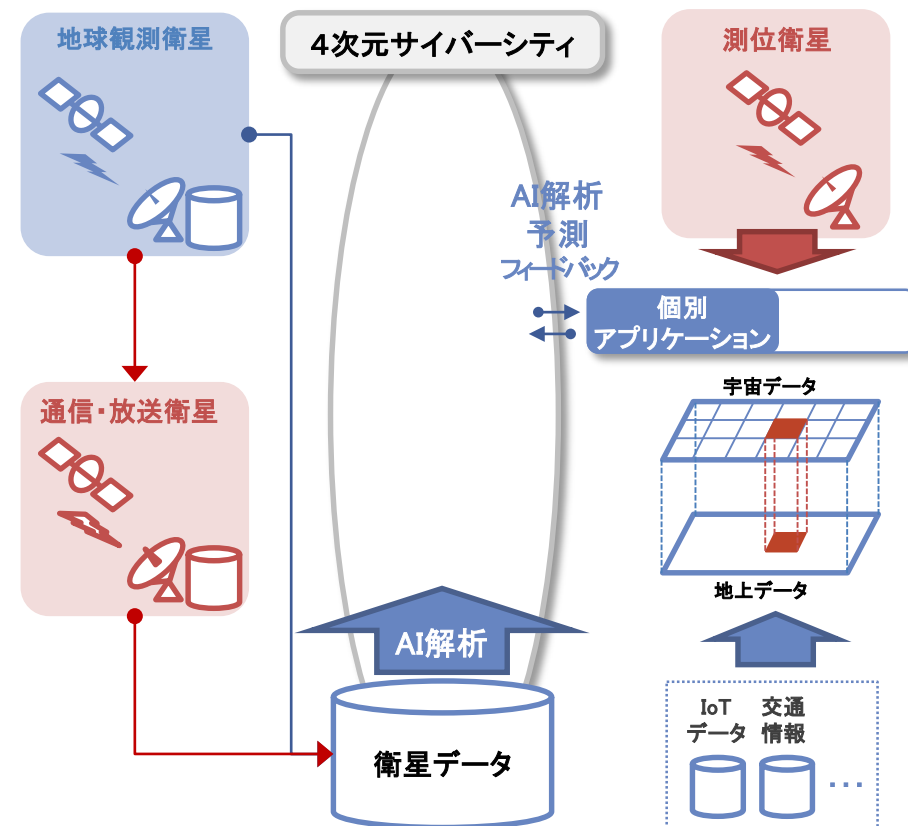 地球観測衛星
4次元サイバーシティ
測位衛星
AI解析
予測
フィードバック
個別
アプリケーション
通信・放送衛星
宇宙データ
地上データ
AI解析
衛星データ
IoT
データ
交通
情報
…